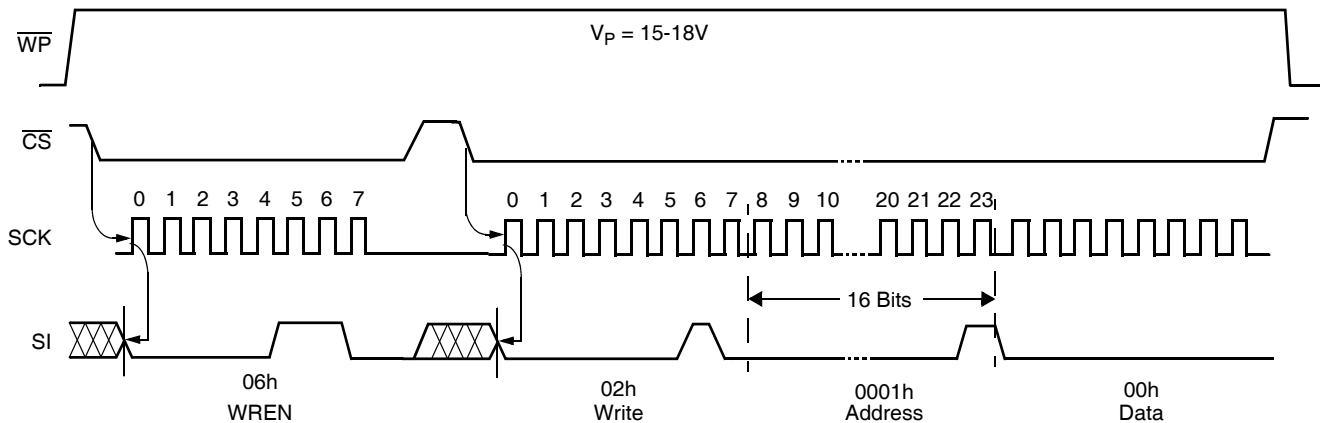 WP
V_P = 15-18V
CS
0 1 2 3 4 5 6 7 0 1 2 3 4 5 6 7 8 9 10 20 21 22 23
SCK
16 Bits
SI
06h
WREN
02h
Write
0001h
Address
00h
Data